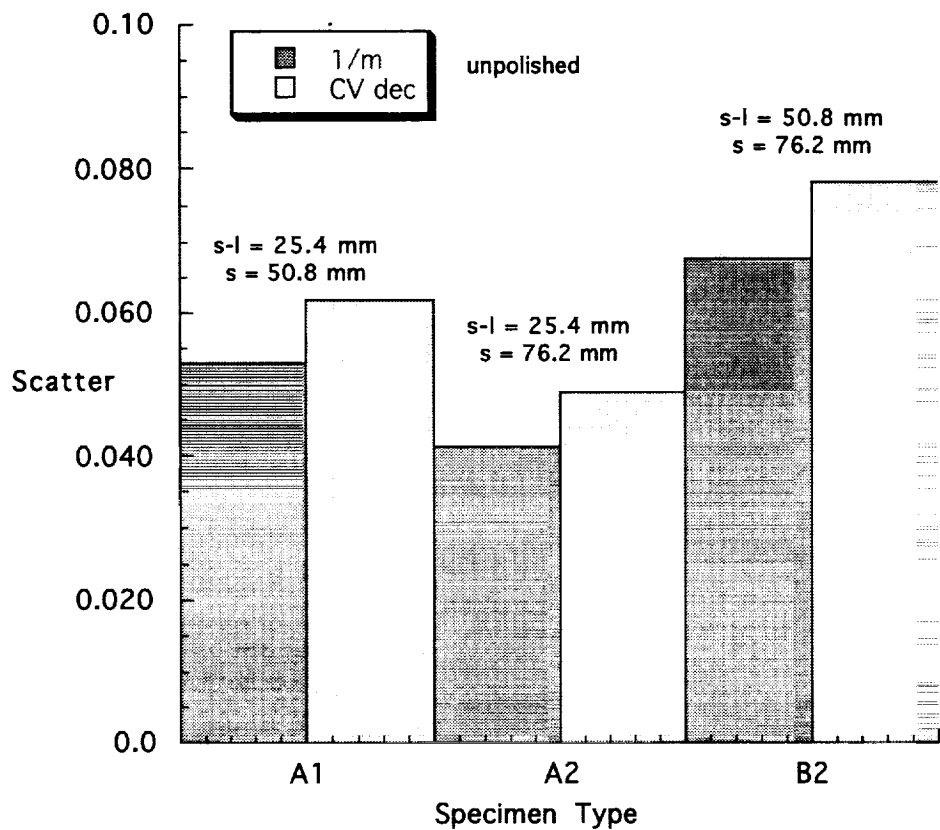 0.10
1/m
CV dec
unpolished
s-l = 50.8 mm
s = 76.2 mm
0.080
s-l = 25.4 mm
s = 50.8 mm
0.060
s-l = 25.4 mm
s = 76.2 mm
Scatter
0.040
0.020
0.0
A1
A2
B2
Specimen Type